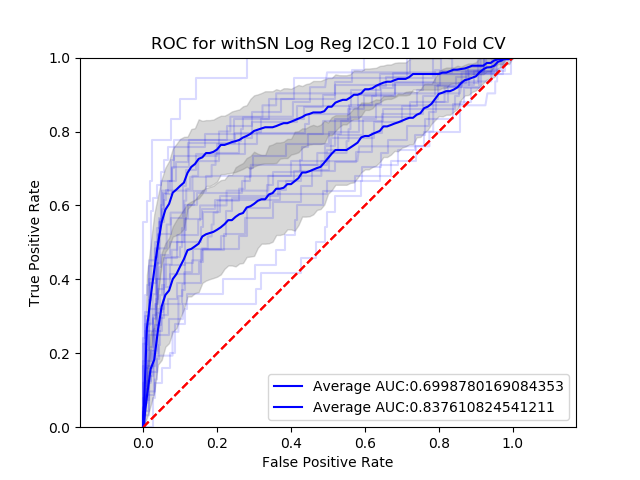 ROC for withSN Log Reg l2C0.1 10 Fold CV
1.0
0.8
0.6
0.4
0.2
0.0
True Positive Rate
Average AUC:0.6998780169084353
Average AUC:0.837610824541211
0.0 0.2 0.4 0.6 0.8 1.0
False Positive Rate